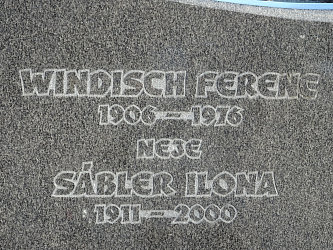 WINDISCH FERENC
1906-1976
NEJE
SÁBLER ILONA
1911-2000